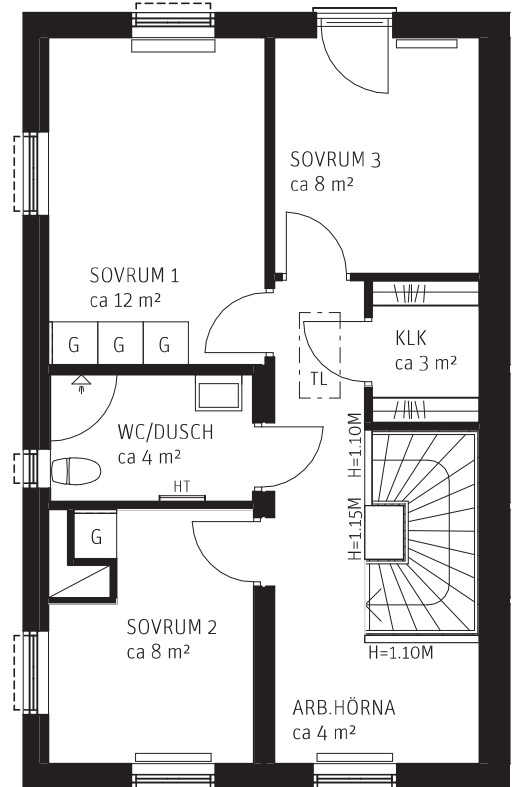 SOVRUM 3
ca 8 m²
SOVRUM 1
ca 12 m²
G G G
TL
KLK
ca 3 m²
WC/DUSCH
ca 4 m²
HT
H=1.10M
H=1.15M
G
SOVRUM 2
ca 8 m²
H=1.10M
ARB.HÖRNA
ca 4 m²